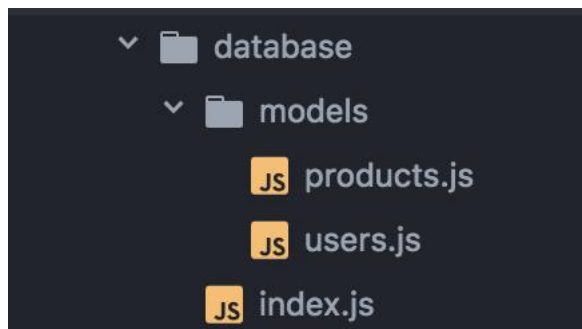 database
models
JS products.js
JS users.js
JS index.js